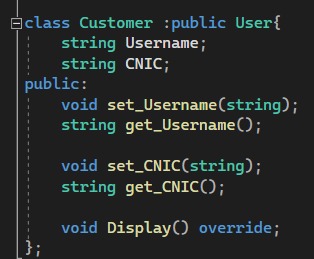 class Customer :public User{
string Username;
string CNIC;
public:
void set_Username(string);
string get_Username();
void set_CNIC(string);
string get_CNIC();
void Display() override;
};